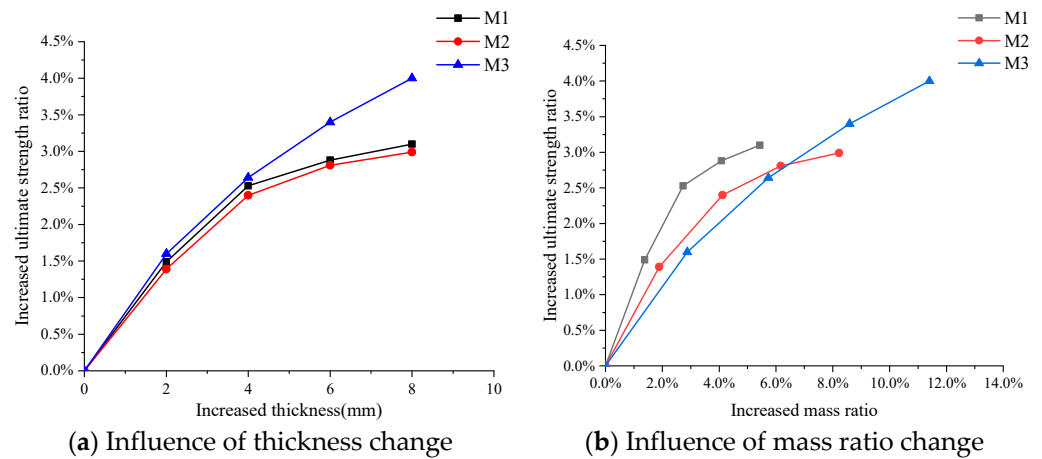 M1
M2
M3
4.5%
4.0%
3.5%
3.0%
2.5%
2.0%
1.5%
1.0%
0.5%
0.0%
Increased ultimate strength ratio
0 2 4 6 8 10
Increased thickness(mm)
(a) Influence of thickness change
M1
M2
M3
4.5%
4.0%
3.5%
3.0%
2.5%
2.0%
1.5%
1.0%
0.5%
0.0%
Increased ultimate strength ratio
0.0% 2.0% 4.0% 6.0% 8.0% 10.0% 12.0% 14.0%
Increased mass ratio
(b) Influence of mass ratio change